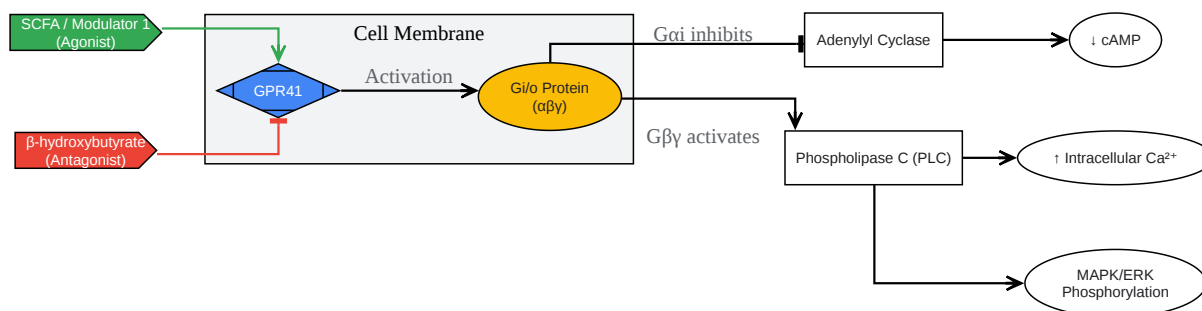 SCFA / Modulator 1
(Agonist)
Cell Membrane
Gαi inhibits
Adenylyl Cyclase
↓ cAMP
GPR41
Activation
Gi/o Protein
(αβγ)
β-hydroxybutyrate
(Antagonist)
Gβγ activates
Phospholipase C (PLC)
↑ Intracellular Ca²⁺
MAPK/ERK
Phosphorylation